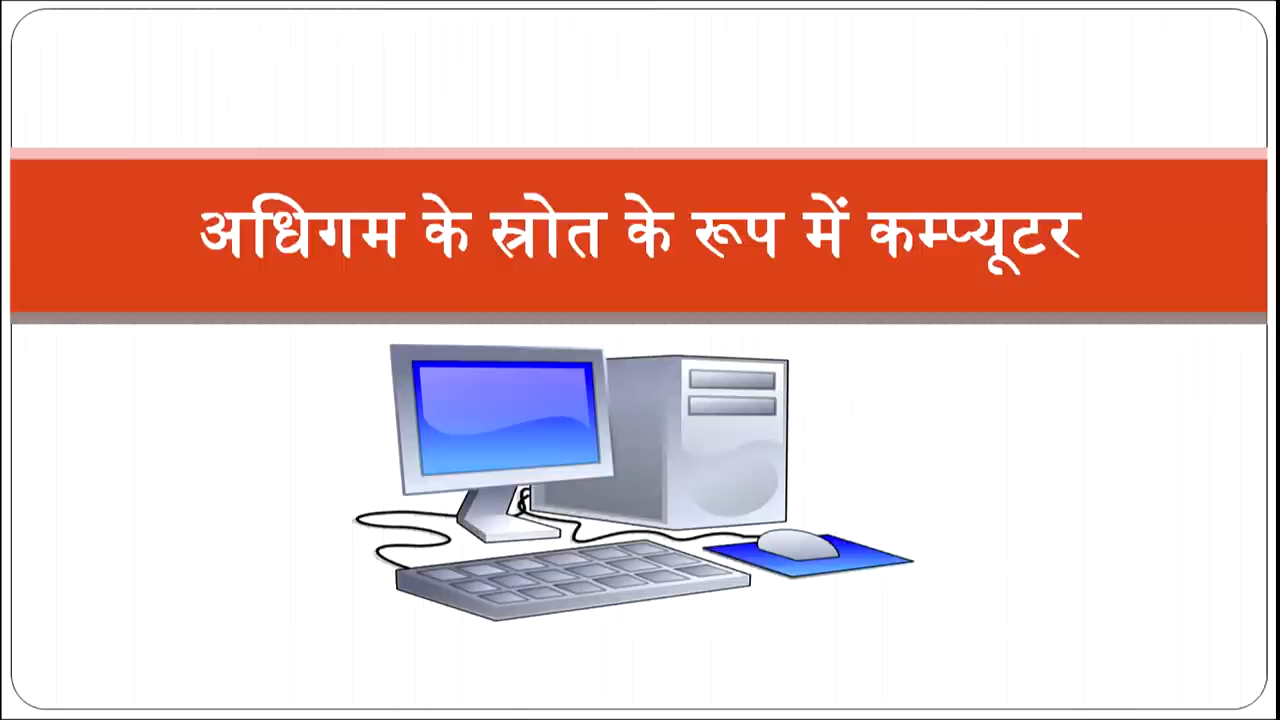 अधिगम के स्रोत के रूप में कम्प्यूटर